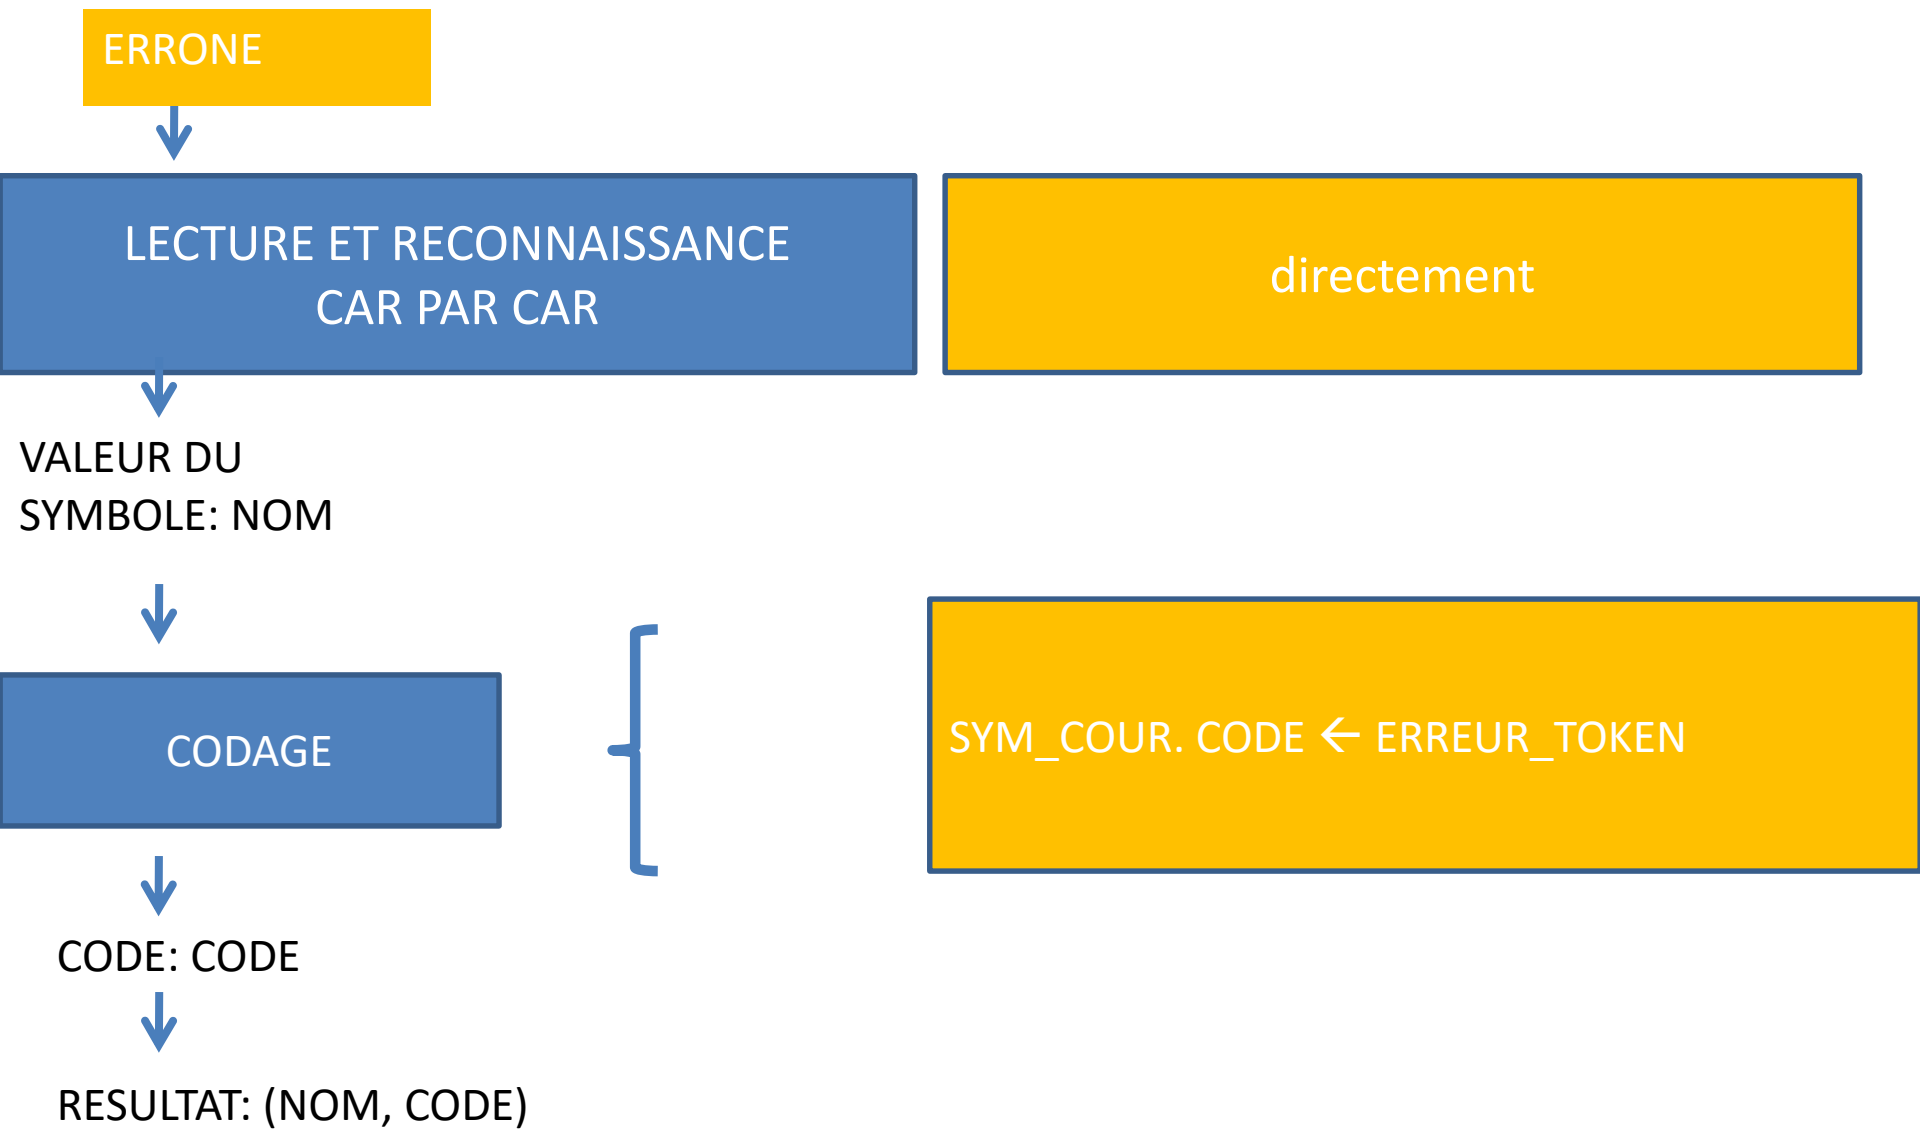 ERRONE
LECTURE ET RECONNAISSANCE
CAR PAR CAR
directement
VALEUR DU
SYMBOLE: NOM
CODAGE
SYM_COUR. CODE ← ERREUR_TOKEN
CODE: CODE
RESULTAT: (NOM, CODE)